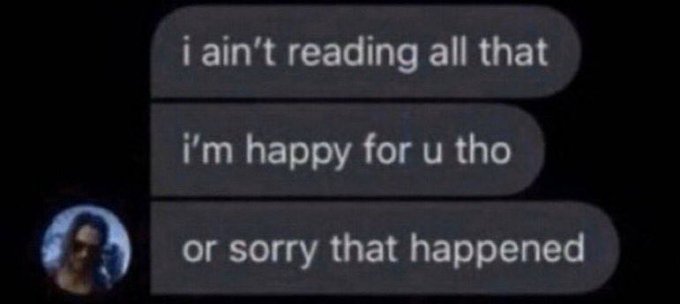 i ain't reading all that
i'm happy for u tho
or sorry that happened